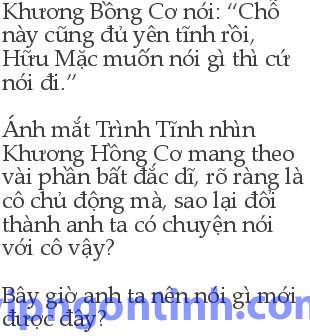 Khương Bồng Cơ nói: “Chỗ
này cũng đủ yên tĩnh rồi,
Hữu Mặc muốn nói gì thì cứ
nói đi.”
Ánh mắt Trình Tĩnh nhìn
Khương Hồng Cơ mang theo
vài phần bất đắc dĩ, rõ ràng là
cô chủ động mà, sao lại đổi
thành anh ta có chuyện nói
với cô vậy?
Bây giờ anh ta nên nói gì mới
được đây?
vipngontinh.com